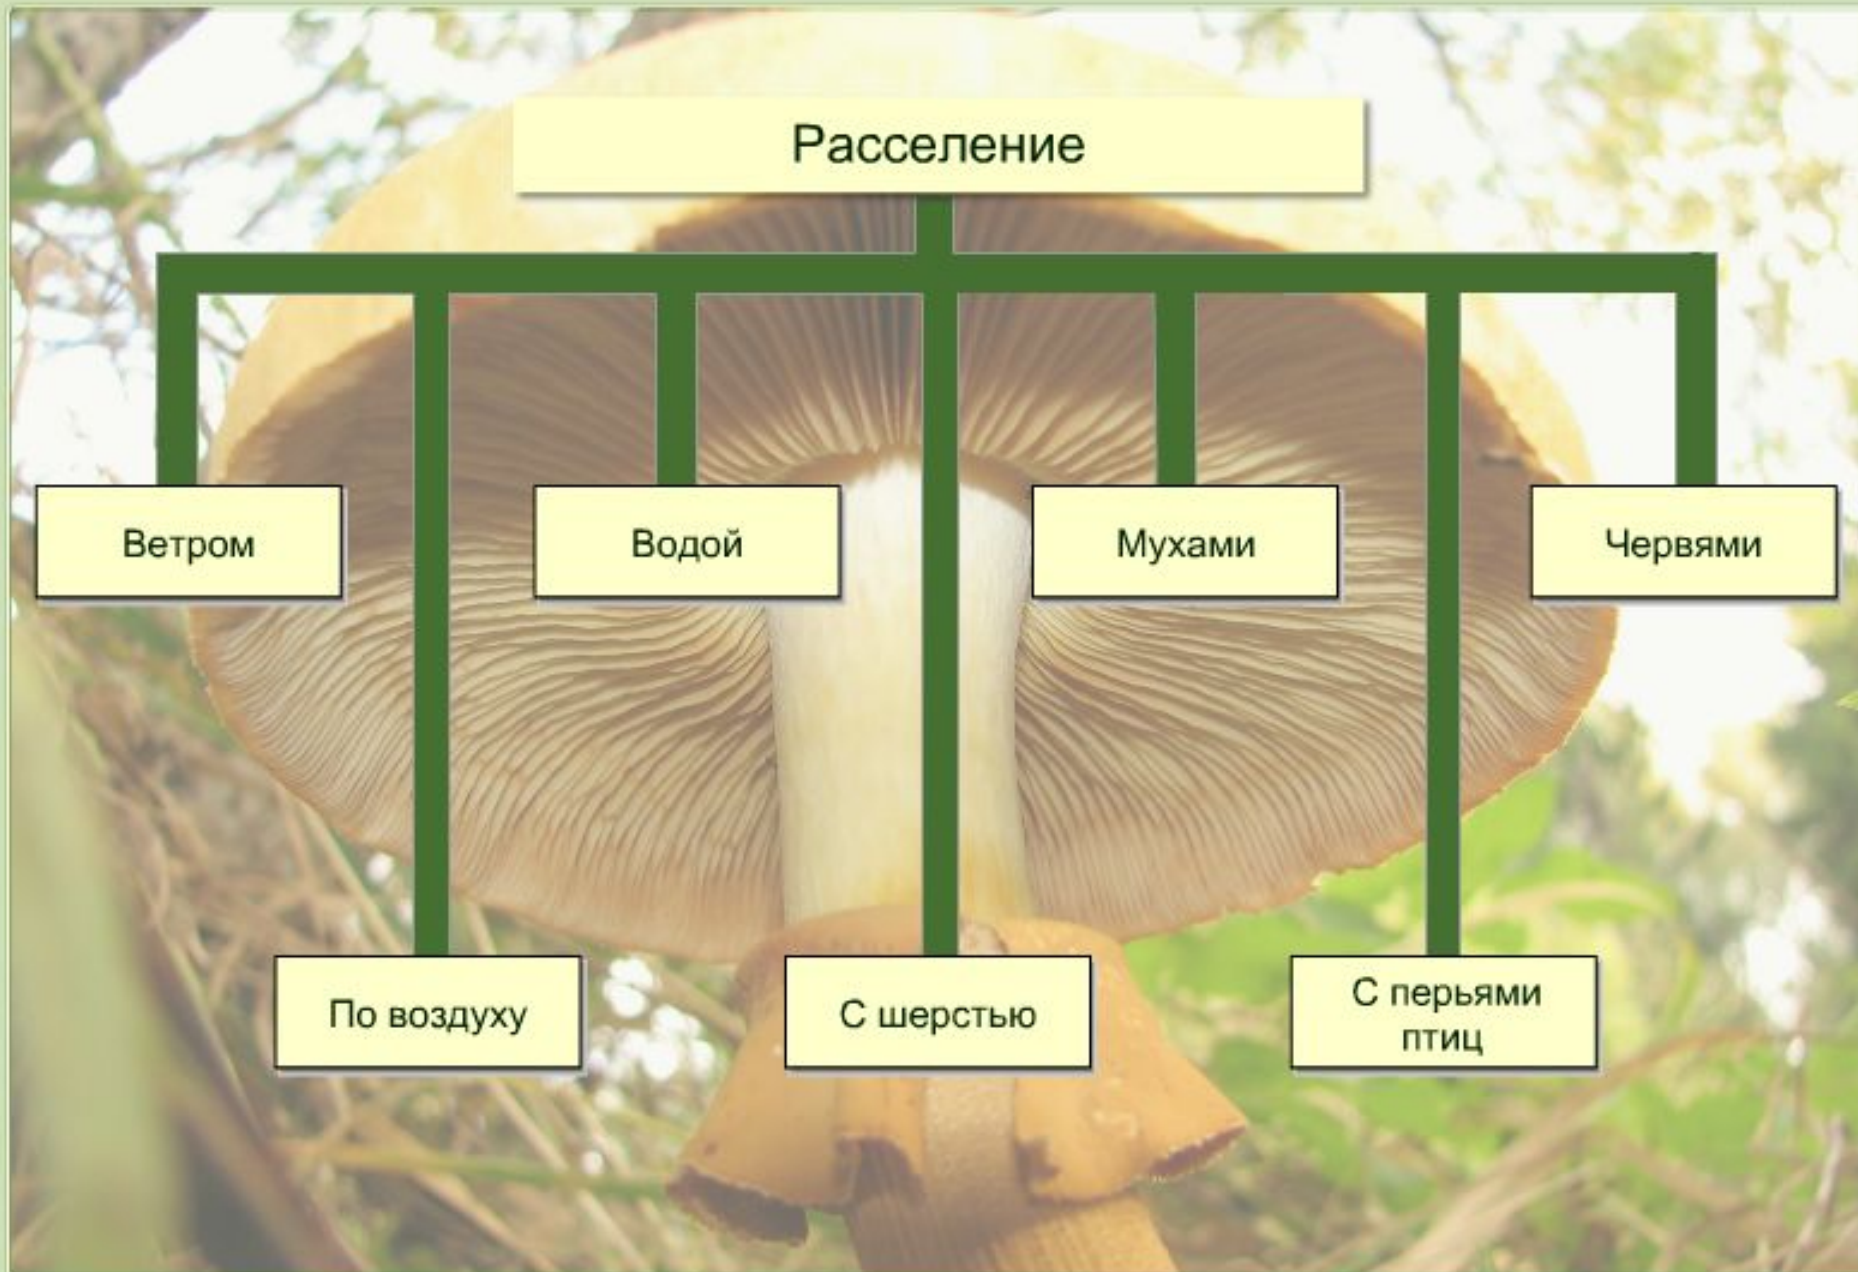 Расселение
Ветром
Водой
Мухами
Червями
По воздуху
С шерстью
С перьями
птиц